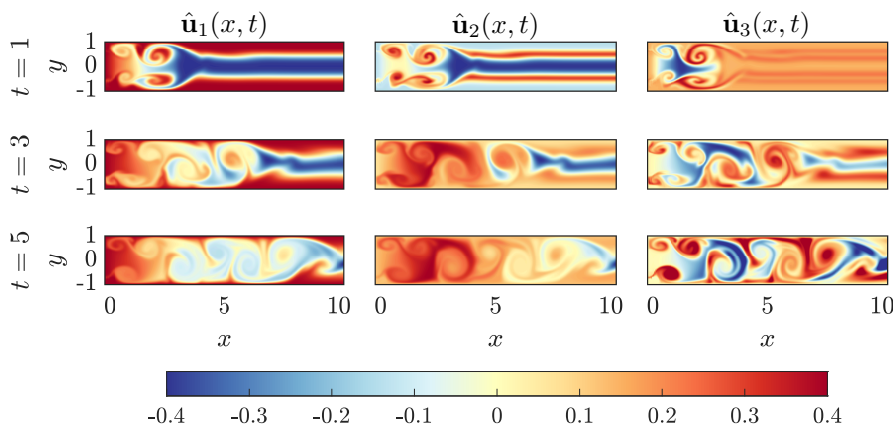 û₁(x, t) û₂(x, t) û₃(x, t)
t = 1 y 1 0 -1
t = 3 y 1 0 -1
t = 5 y 1 0 -1
0 5 10 0 5 10 0 5 10
x x x
-0.4 -0.3 -0.2 -0.1 0 0.1 0.2 0.3 0.4